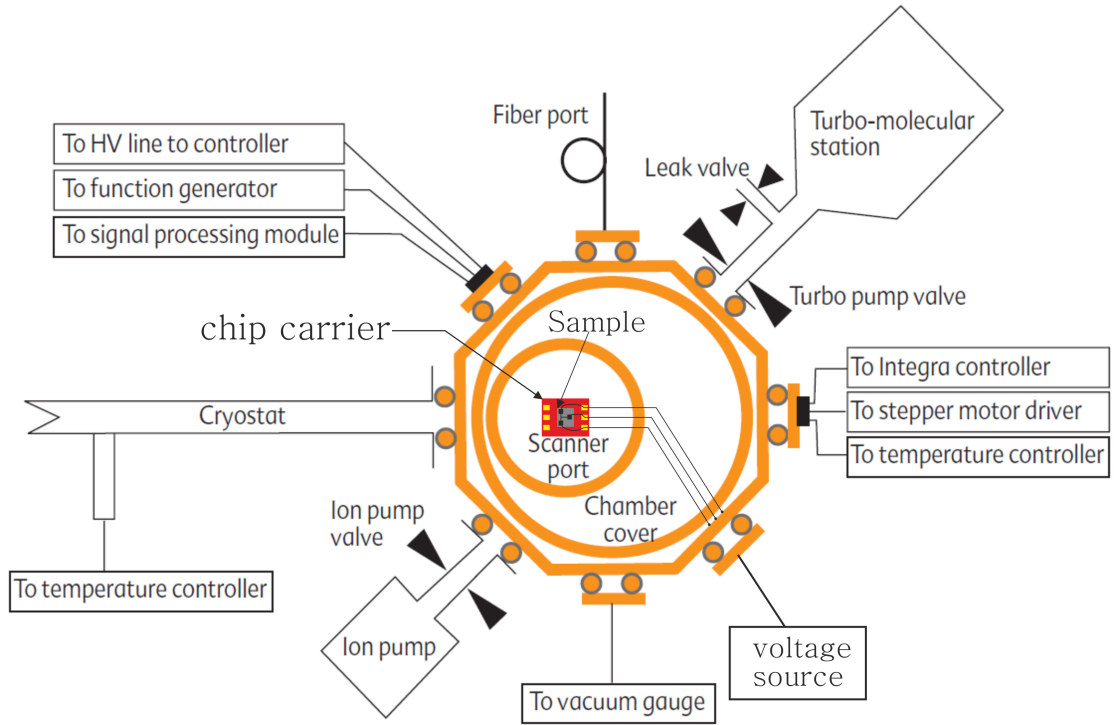 Fiber port
Turbo-molecular
station
To HV line to controller
Leak valve
To function generator
To signal processing module
Turbo pump valve
chip carrier
Sample
To Integra controller
Cryostat
To stepper motor driver
Scanner
port
To temperature controller
Chamber
cover
Ion pump
valve
To temperature controller
Ion pump
voltage
source
To vacuum gauge